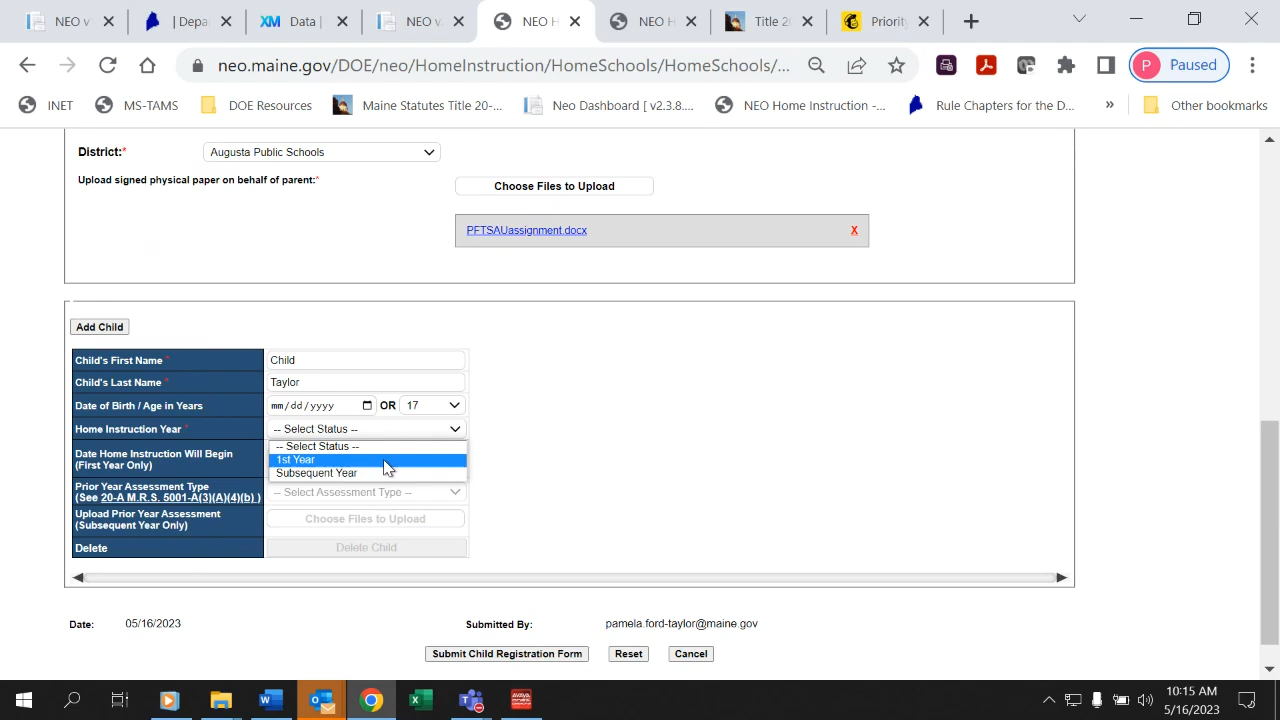 NEO v
| Depa
Data |
NEO v
NEO H
NEO H
Title 20
Priority
neo.maine.gov/DOE/neo/HomeInstruction/HomeSchools/HomeSchools/...
P Paused
INET
MS-TAMS
DOE Resources
Maine Statutes Title 20-...
Neo Dashboard [ v2.3.8....
NEO Home Instruction -...
Rule Chapters for the D...
»
Other bookmarks
District:* Augusta Public Schools
Upload signed physical paper on behalf of parent:* Choose Files to Upload
PFTSAUassignment.docx X
Add Child
Child's First Name * Child
Child's Last Name * Taylor
Date of Birth / Age in Years mm/dd/yyyy OR 17
Home Instruction Year * -- Select Status --
-- Select Status --
1st Year
Subsequent Year
Date Home Instruction Will Begin
(First Year Only)
Prior Year Assessment Type
(See 20-A M.R.S. 5001-A(3)(A)(4)(b) ) -- Select Assessment Type --
Upload Prior Year Assessment
(Subsequent Year Only) Choose Files to Upload
Delete Delete Child
Date: 05/16/2023 Submitted By: pamela.ford-taylor@maine.gov
Submit Child Registration Form Reset Cancel
10:15 AM
5/16/2023